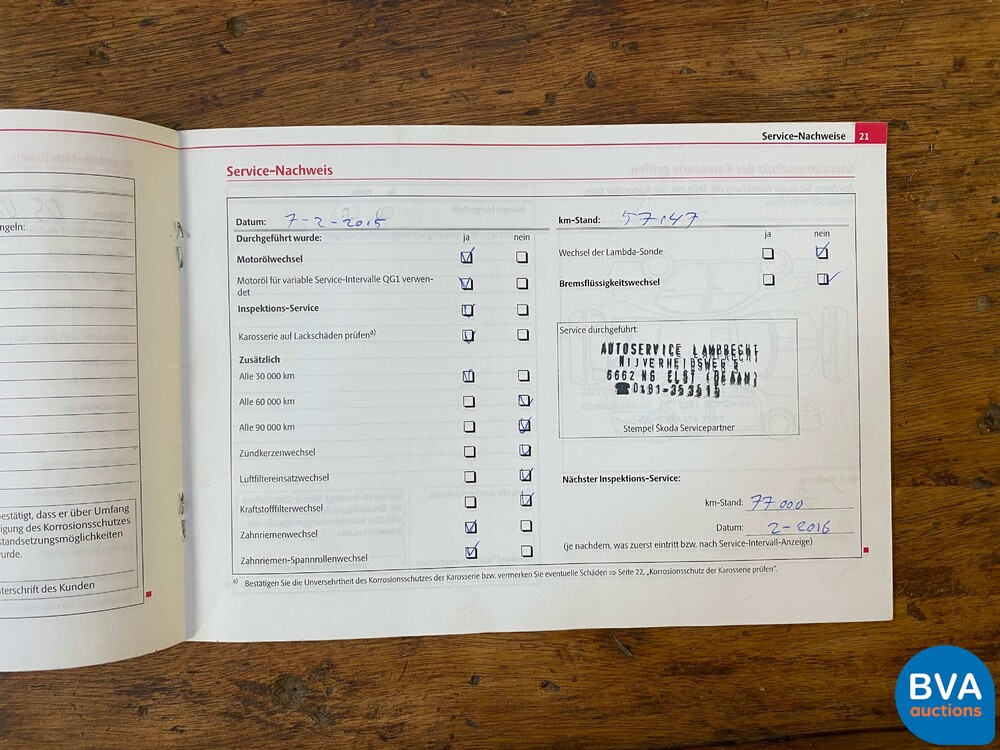 Service-Nachweise 21
Service-Nachweis
Datum: 7-2-2015
km-Stand: 57147
Durchgeführt wurde: ja nein
ja nein
Motorölwechsel
Wechsel der Lambda-Sonde
Motoröl für variable Service-Intervalle QG1 verwen-
det
Bremsflüssigkeitswechsel
Inspektions-Service
Karosserie auf Lackschäden prüfen a)
Service durchgeführt:
AUTOSERVICE LAMBRECHT
NIJVERHEIDSWEG 5
6662 NG ELST
Stempel Škoda Servicepartner
Zusätzlich
Alle 30 000 km
Alle 60 000 km
Alle 90 000 km
Zündkerzenwechsel
Luftfiltereinsatzwechsel
Kraftstofffilterwechsel
Zahnriemenwechsel
Zahnriemen-Spannrollenwechsel
Nächster Inspektions-Service:
km-Stand: 77000
Datum: 2-2016
(je nachdem, was zuerst eintritt bzw. nach Service-Intervall-Anzeige)
a) Bestätigen Sie die Unversehrtheit des Korrosionsschutzes der Karosserie bzw. vermerken Sie eventuelle Schäden ⇒ Seite 22, „Korrosionsschutz der Karosserie prüfen“.
ngeln:
estätigt, dass er über Umfang
igung des Korrosionsschutzes
standsetzungsmöglichkeiten
urde.
terschrift des Kunden
BVA
auctions